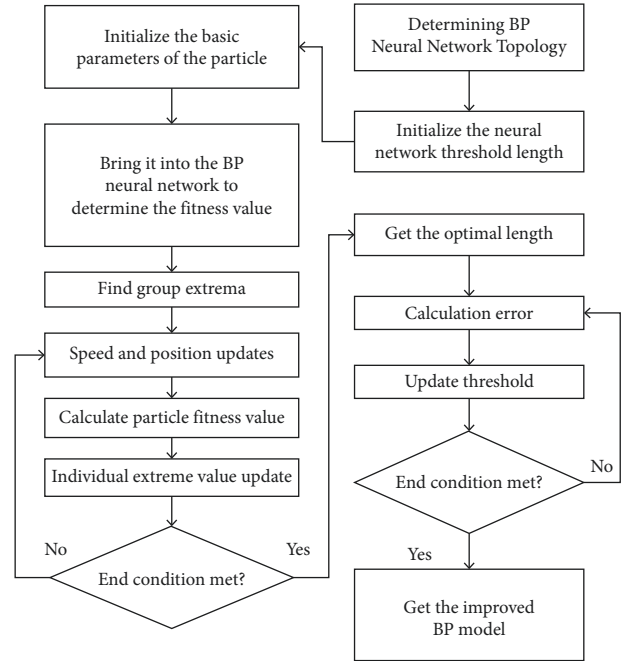 Determining BP
Neural Network Topology
Initialize the neural
network threshold length
Initialize the basic
parameters of the particle
Bring it into the BP
neural network to
determine the fitness value
Find group extrema
Speed and position updates
Calculate particle fitness value
Individual extreme value update
No
End condition met?
Yes
Get the optimal length
Calculation error
Update threshold
End condition met?
No
Yes
Get the improved
BP model